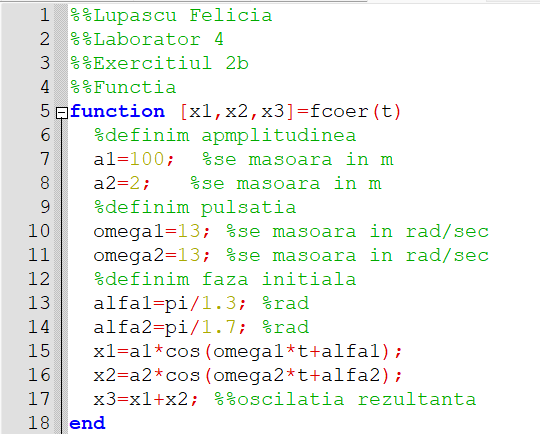 1 %%Lupascu Felicia
2 %%Laborator 4
3 %%Exercitiul 2b
4 %%Functia
5 function [x1,x2,x3]=fcoer(t)
6 %definim apmplitudinea
7 a1=100; %se masoara in m
8 a2=2; %se masoara in m
9 %definim pulsatia
10 omega1=13; %se masoara in rad/sec
11 omega2=13; %se masoara in rad/sec
12 %definim faza initiala
13 alfa1=pi/1.3; %rad
14 alfa2=pi/1.7; %rad
15 x1=a1*cos(omega1*t+alfa1);
16 x2=a2*cos(omega2*t+alfa2);
17 x3=x1+x2; %%oscilatia rezultanta
18 end